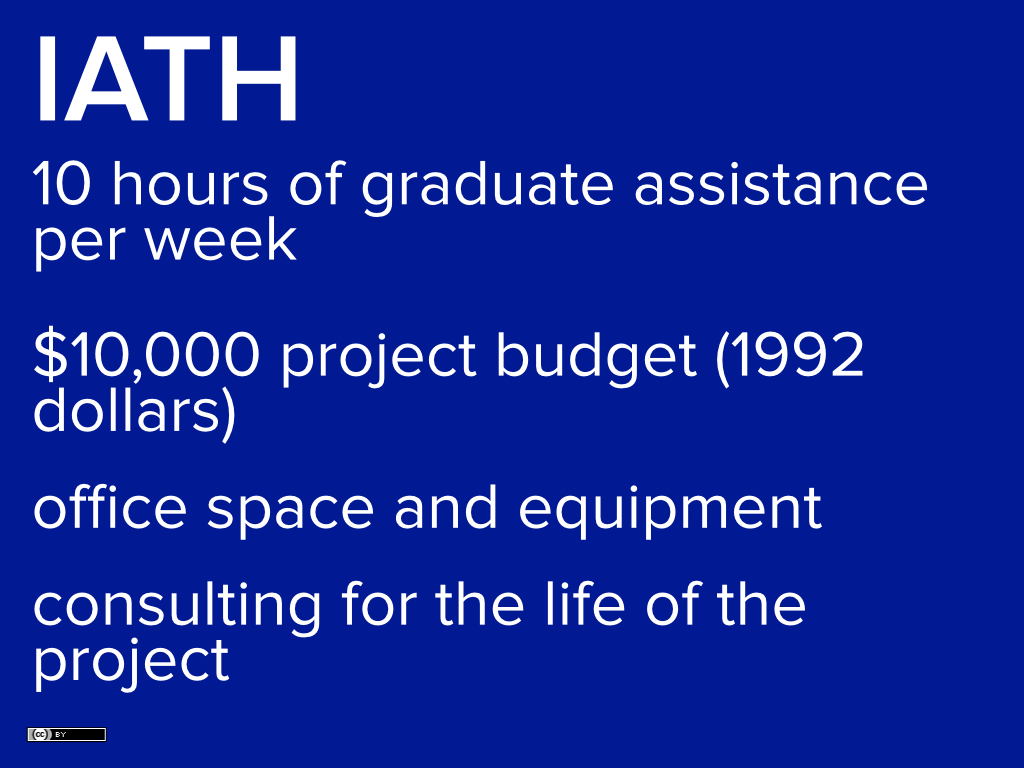 IATH
10 hours of graduate assistance
per week
$10,000 project budget (1992
dollars)
office space and equipment
consulting for the life of the
project
cc BY